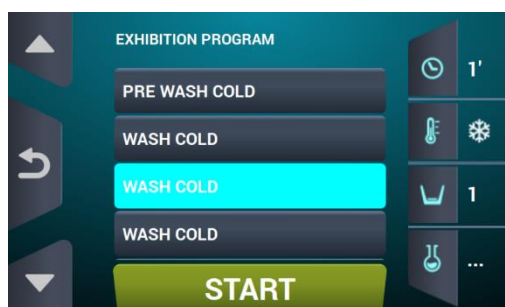 EXHIBITION PROGRAM
1'
PRE WASH COLD
WASH COLD
WASH COLD
1
WASH COLD
...
START